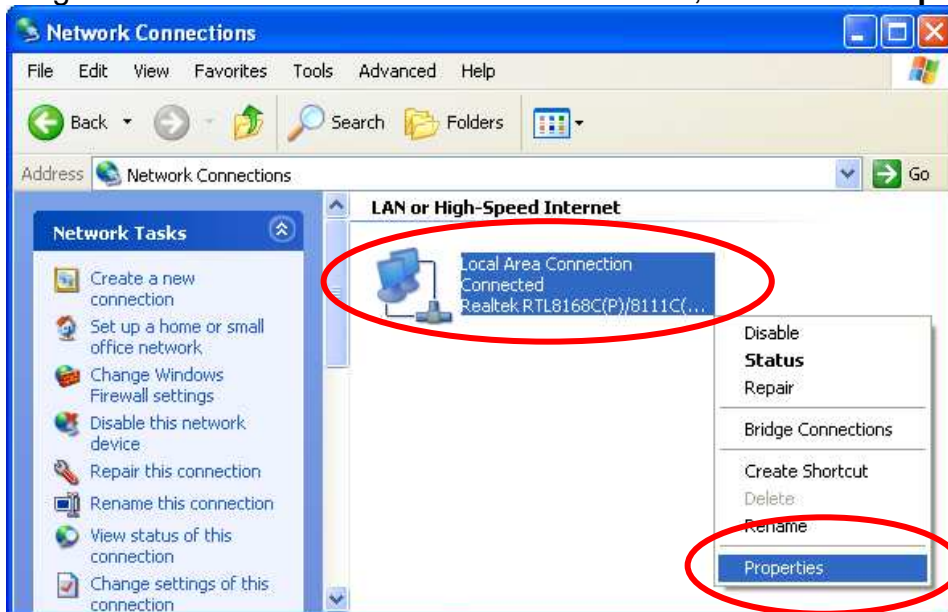 Network Connections
File Edit View Favorites Tools Advanced Help
Back Search Folders
Address Network Connections Go
Network Tasks
Create a new
connection
Set up a home or small
office network
Change Windows
Firewall settings
Disable this network
device
Repair this connection
Rename this connection
View status of this
connection
Change settings of this
connection
LAN or High-Speed Internet
Local Area Connection
Connected
Realtek RTL8168C(P)/8111C(...
Disable
Status
Repair
Bridge Connections
Create Shortcut
Delete
Rename
Properties